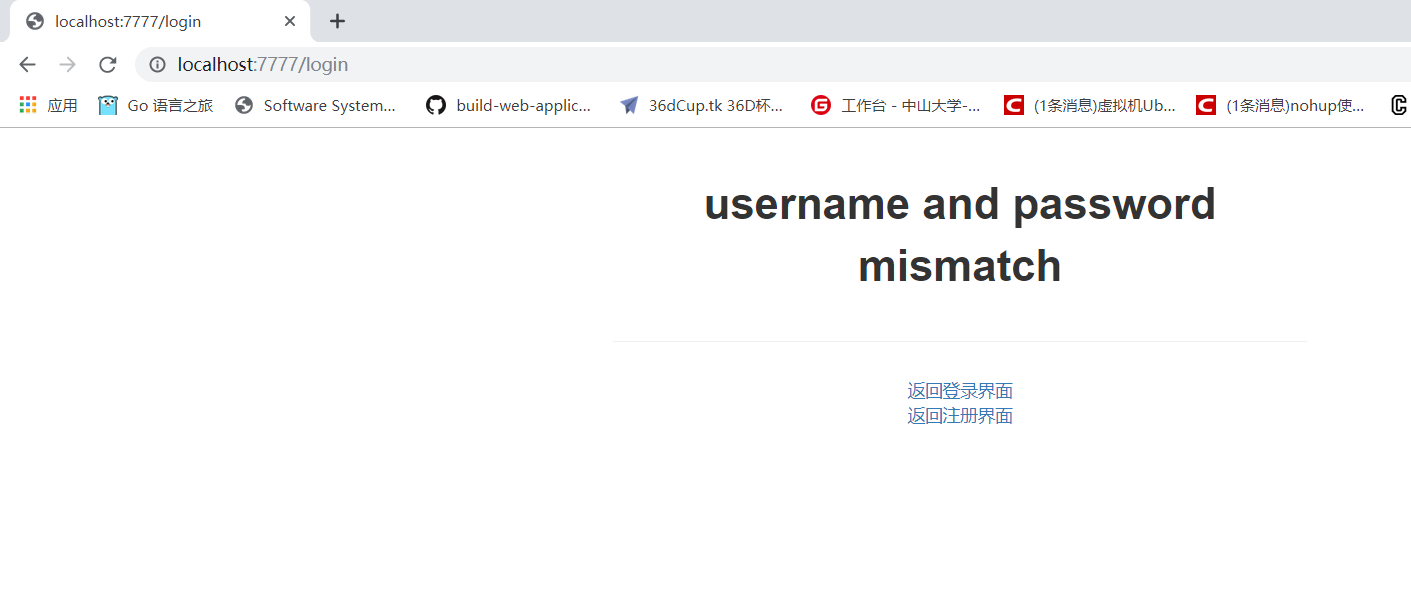 localhost:7777/login
localhost:7777/login
应用 Go 语言之旅 Software System... build-web-applic... 36dCup.tk 36D杯... 工作台 - 中山大学-... (1条消息)虚拟机Ub... (1条消息)nohup使...
username and password
mismatch
返回登录界面
返回注册界面